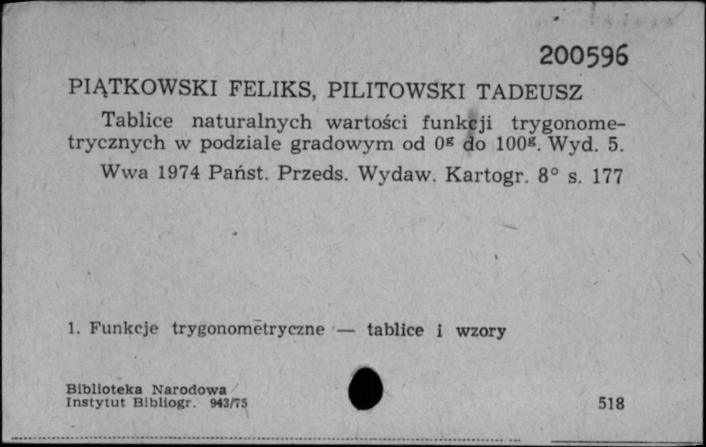 200596
PIĄTKOWSKI FELIKS, PILITOWSKI TADEUSZ
Tablice naturalnych wartości funkcji trygonome-
trycznych w podziale gradowym od 0ᵍ do 100ᵍ. Wyd. 5.
Wwa 1974 Państ. Przeds. Wydaw. Kartogr. 8° s. 177
1. Funkcje trygonometryczne — tablice i wzory
Biblioteka Narodowa
Instytut Bibliogr. 943/75
518